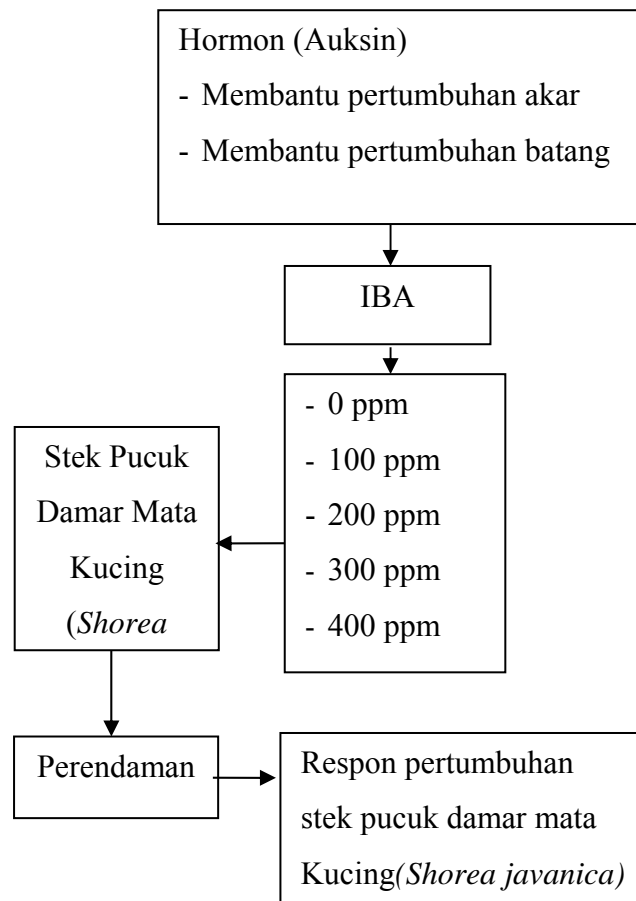 Hormon (Auksin)
- Membantu pertumbuhan akar
- Membantu pertumbuhan batang
IBA
- 0 ppm
- 100 ppm
- 200 ppm
- 300 ppm
- 400 ppm
Stek Pucuk
Damar Mata
Kucing
(Shorea
Perendaman
Respon pertumbuhan
stek pucuk damar mata
Kucing(Shorea javanica)